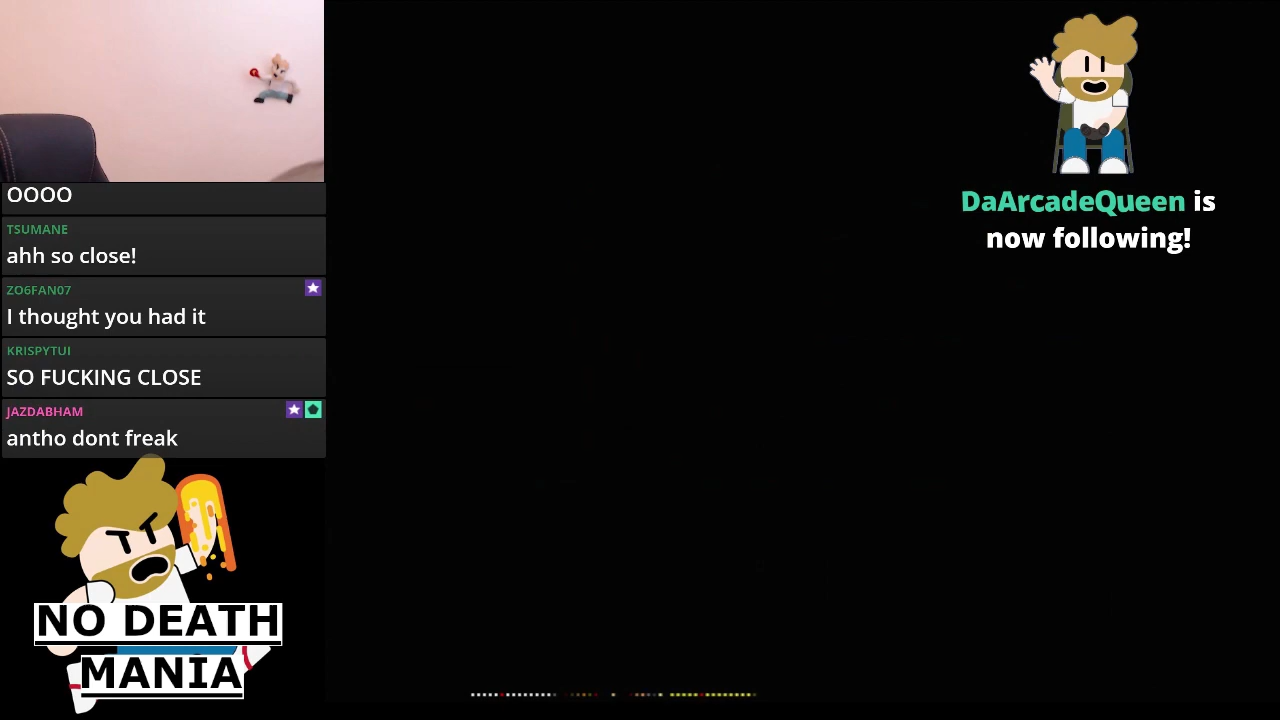 OOOO
TSUMANE
ahh so close!
ZO6FAN07
I thought you had it
KRISPYTUI
SO FUCKING CLOSE
JAZDABHAM
antho dont freak
NO DEATH
MANIA
DaArcadeQueen is
now following!